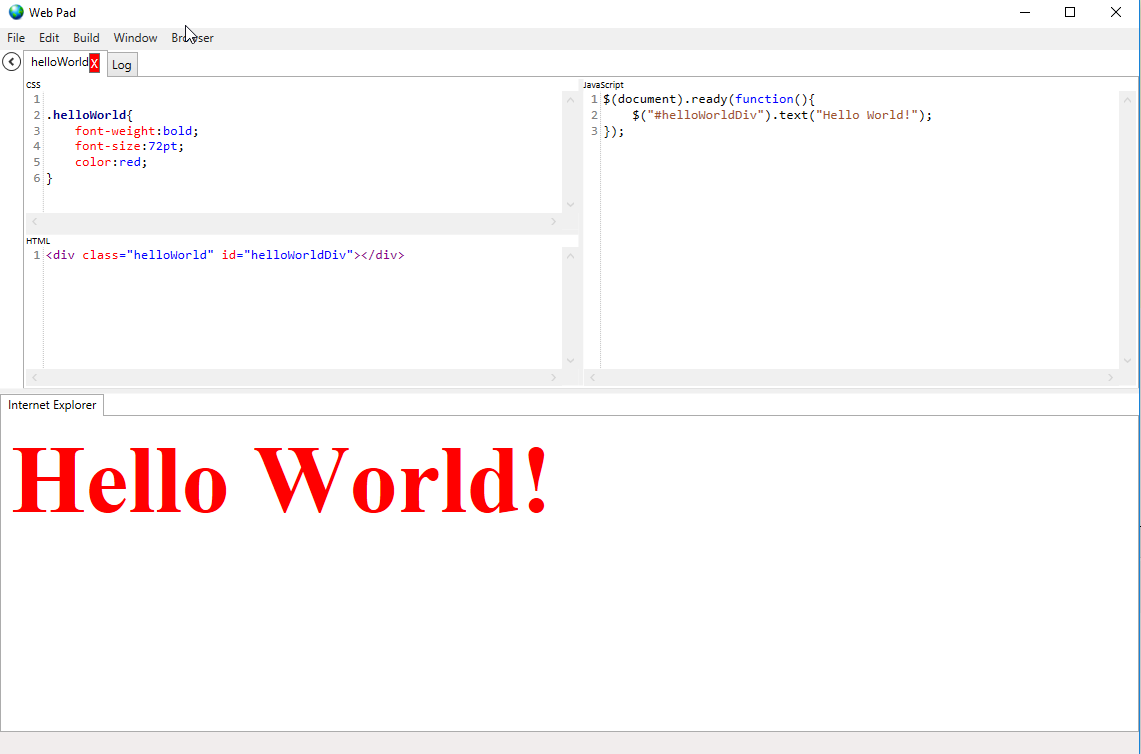 Web Pad
File Edit Build Window Browser
helloWorld X Log
CSS
1
2 .helloWorld{
3     font-weight:bold;
4     font-size:72pt;
5     color:red;
6 }
HTML
1 <div class="helloWorld" id="helloWorldDiv"></div>
JavaScript
1 $(document).ready(function(){
2     $("#helloWorldDiv").text("Hello World!");
3 });
Internet Explorer
Hello World!